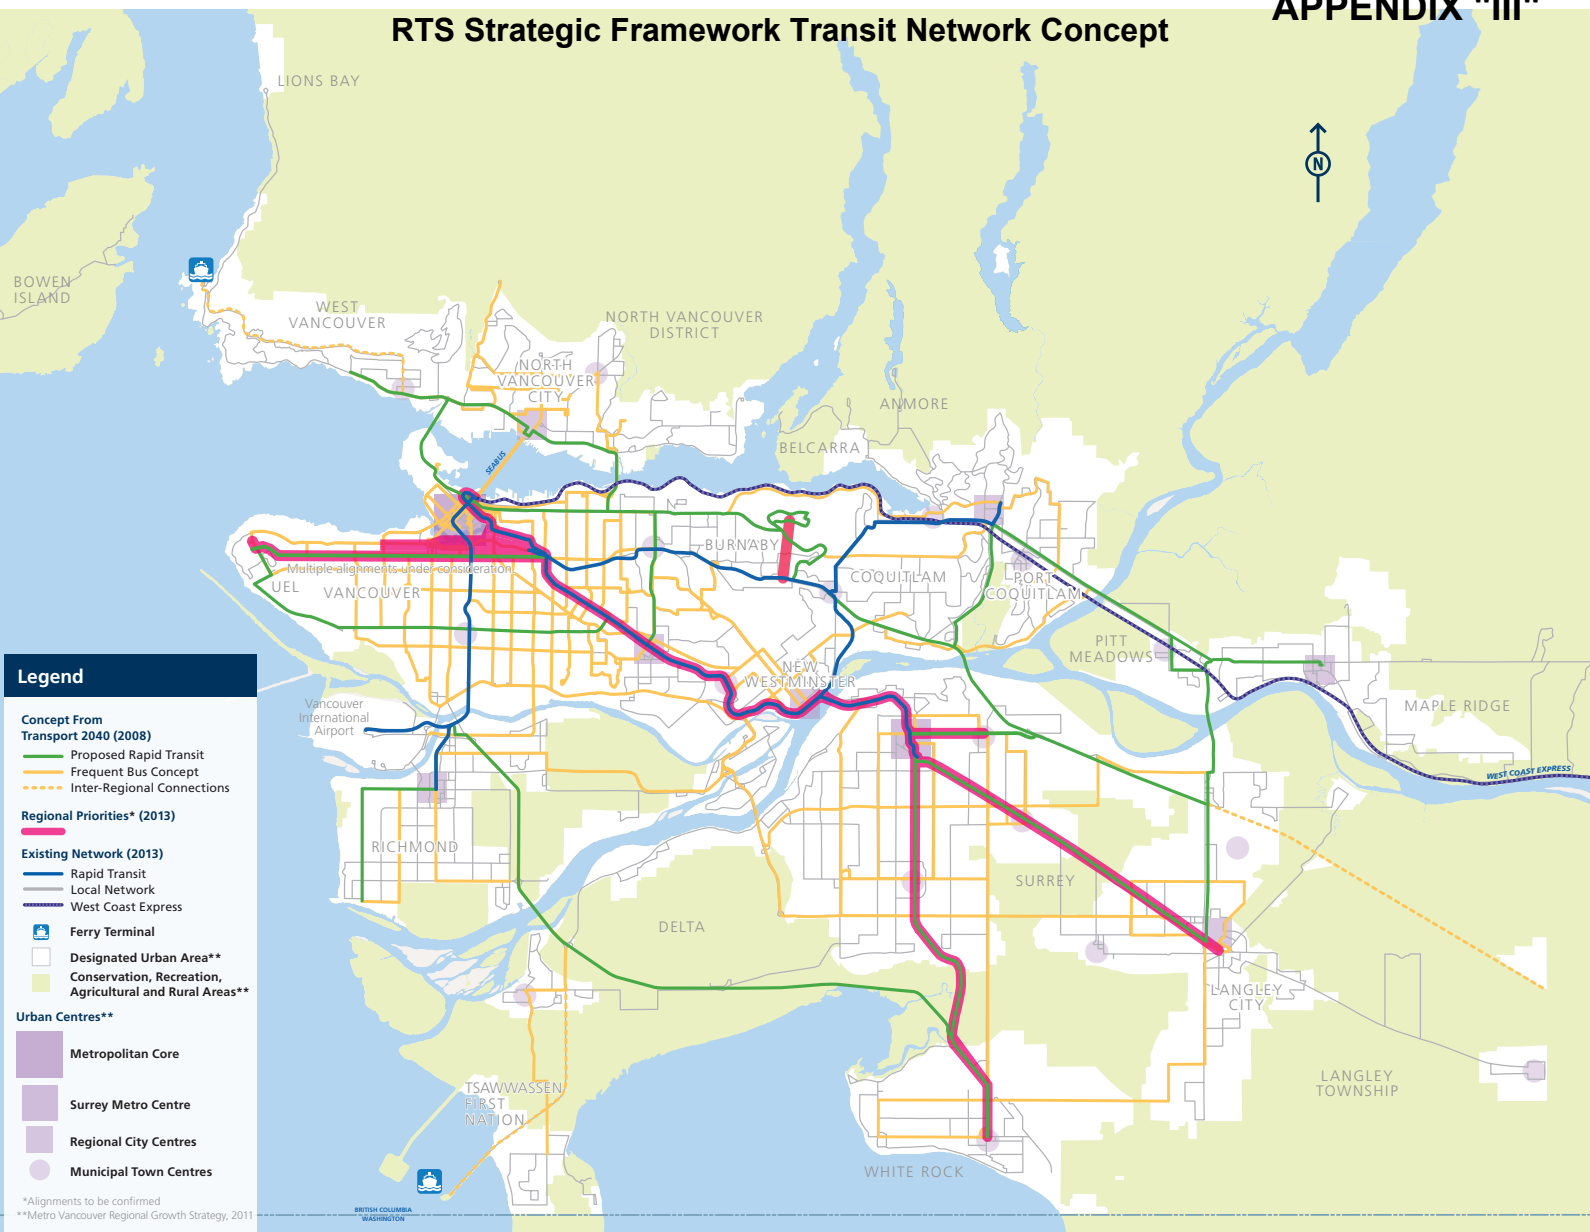 APPENDIX "III"
RTS Strategic Framework Transit Network Concept
LIONS BAY
N
BOWEN
ISLAND
WEST
VANCOUVER
NORTH VANCOUVER
DISTRICT
NORTH
VANCOUVER
CITY
ANMORE
BELCARRA
SEABUS
BURNABY
Multiple alignments under consideration
UEL
VANCOUVER
COQUITLAM
PORT
COQUITLAM
PITT
MEADOWS
NEW
WESTMINSTER
Vancouver
International
Airport
MAPLE RIDGE
WEST COAST EXPRESS
RICHMOND
SURREY
DELTA
LANGLEY
CITY
TSAWWASSEN
FIRST
NATION
LANGLEY
TOWNSHIP
WHITE ROCK
BRITISH COLUMBIA
WASHINGTON
Legend
Concept From
Transport 2040 (2008)
Proposed Rapid Transit
Frequent Bus Concept
Inter-Regional Connections
Regional Priorities* (2013)
Existing Network (2013)
Rapid Transit
Local Network
West Coast Express
Ferry Terminal
Designated Urban Area**
Conservation, Recreation,
Agricultural and Rural Areas**
Urban Centres**
Metropolitan Core
Surrey Metro Centre
Regional City Centres
Municipal Town Centres
*Alignments to be confirmed
**Metro Vancouver Regional Growth Strategy, 2011